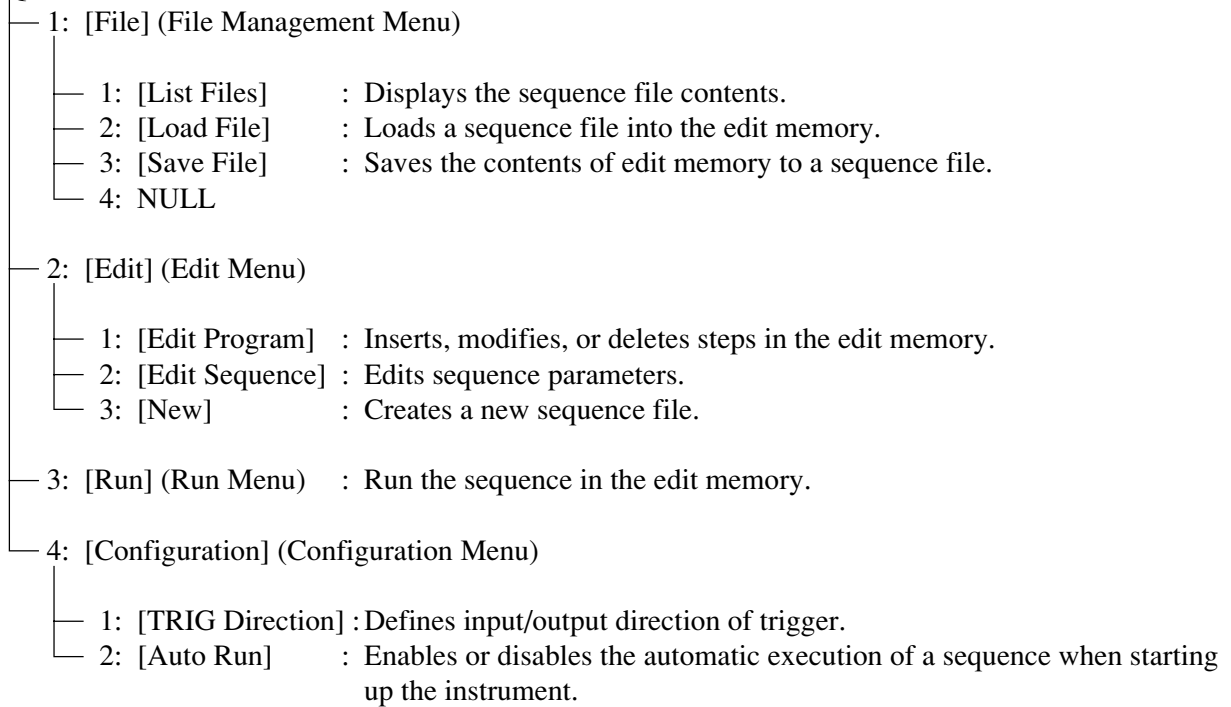 1: [File] (File Management Menu)
1: [List Files] : Displays the sequence file contents.
2: [Load File] : Loads a sequence file into the edit memory.
3: [Save File] : Saves the contents of edit memory to a sequence file.
4: NULL
2: [Edit] (Edit Menu)
1: [Edit Program] : Inserts, modifies, or deletes steps in the edit memory.
2: [Edit Sequence] : Edits sequence parameters.
3: [New] : Creates a new sequence file.
3: [Run] (Run Menu) : Run the sequence in the edit memory.
4: [Configuration] (Configuration Menu)
1: [TRIG Direction] : Defines input/output direction of trigger.
2: [Auto Run] : Enables or disables the automatic execution of a sequence when starting
up the instrument.